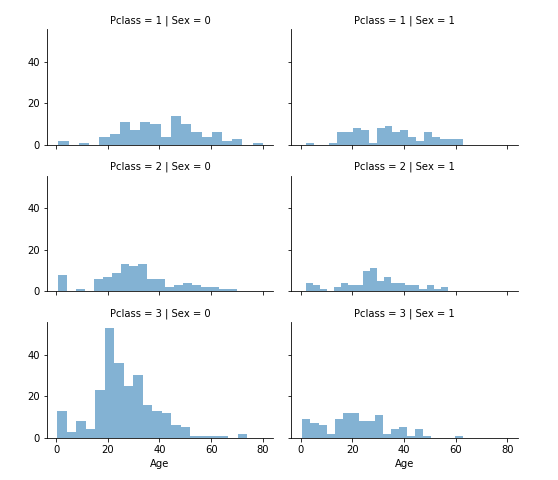 Pclass = 1 | Sex = 0
Pclass = 1 | Sex = 1
40
20
0
Pclass = 2 | Sex = 0
Pclass = 2 | Sex = 1
40
20
0
Pclass = 3 | Sex = 0
Pclass = 3 | Sex = 1
40
20
0
0 20 40 60 80
0 20 40 60 80
Age
Age